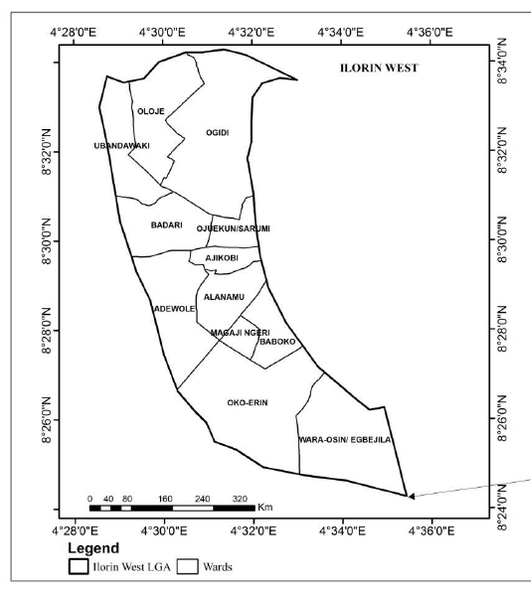 4°28'0"E 4°30'0"E 4°32'0"E 4°34'0"E 4°36'0"E
ILORIN WEST
8°34'0"N 8°32'0"N 8°30'0"N 8°28'0"N 8°26'0"N 8°24'0"N
8°32'0"N 8°30'0"N 8°28'0"N 8°26'0"N
OLOJE
OGIDI
UBANDAWAKI
BADARI
OJUEKUN/SARUMI
AJIKOBI
ALANAMU
ADEWOLE
MAGAJI NGERI
BABOKO
OKO-ERIN
WARA-OSIN/ EGBEJILA
0 40 80 160 240 320
Km
4°28'0"E 4°30'0"E 4°32'0"E 4°34'0"E 4°36'0"E
Legend
Ilorin West LGA Wards